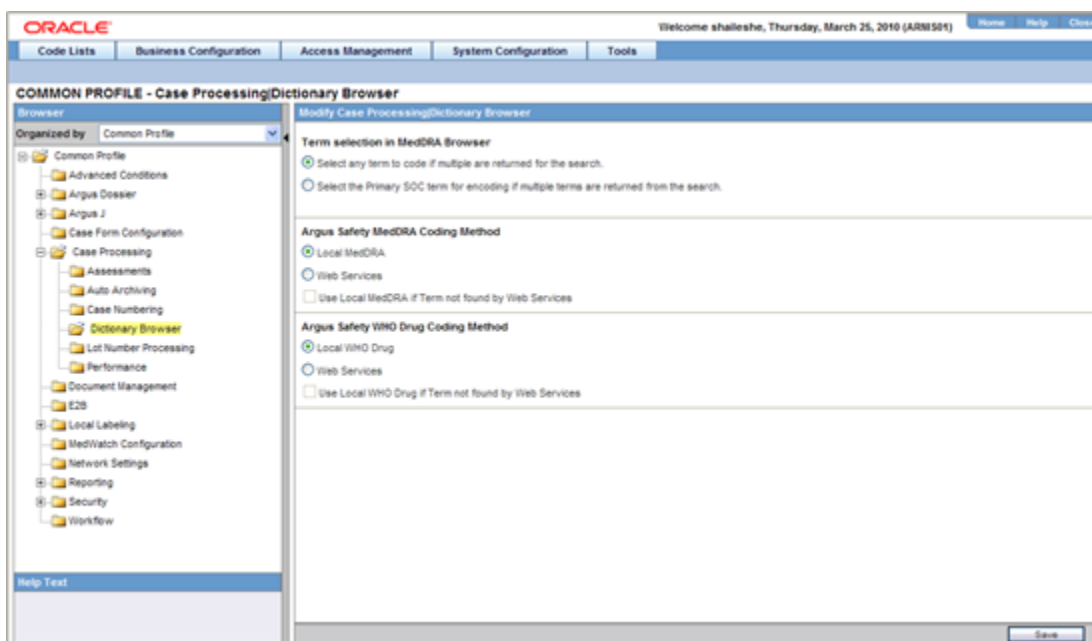 ORACLE
Welcome shaileshe, Thursday, March 25, 2010 (ARMIS01)
Home Help Close
Code Lists Business Configuration Access Management System Configuration Tools
COMMON PROFILE - Case Processing|Dictionary Browser
Browser
Organized by Common Profile
Common Profile
Advanced Conditions
Argus Dossier
Argus J
Case Form Configuration
Case Processing
Assessments
Auto Archiving
Case Numbering
Dictionary Browser
Lot Number Processing
Performance
Document Management
E2B
Local Labeling
MedWatch Configuration
Network Settings
Reporting
Security
Workflow
Help Text
Modify Case Processing|Dictionary Browser
Term selection in MedDRA Browser
Select any term to code if multiple are returned for the search.
Select the Primary SOC term for encoding if multiple terms are returned from the search.
Argus Safety MedDRA Coding Method
Local MedDRA
Web Services
Use Local MedDRA if Term not found by Web Services
Argus Safety WHO Drug Coding Method
Local WHO Drug
Web Services
Use Local WHO Drug if Term not found by Web Services
Save